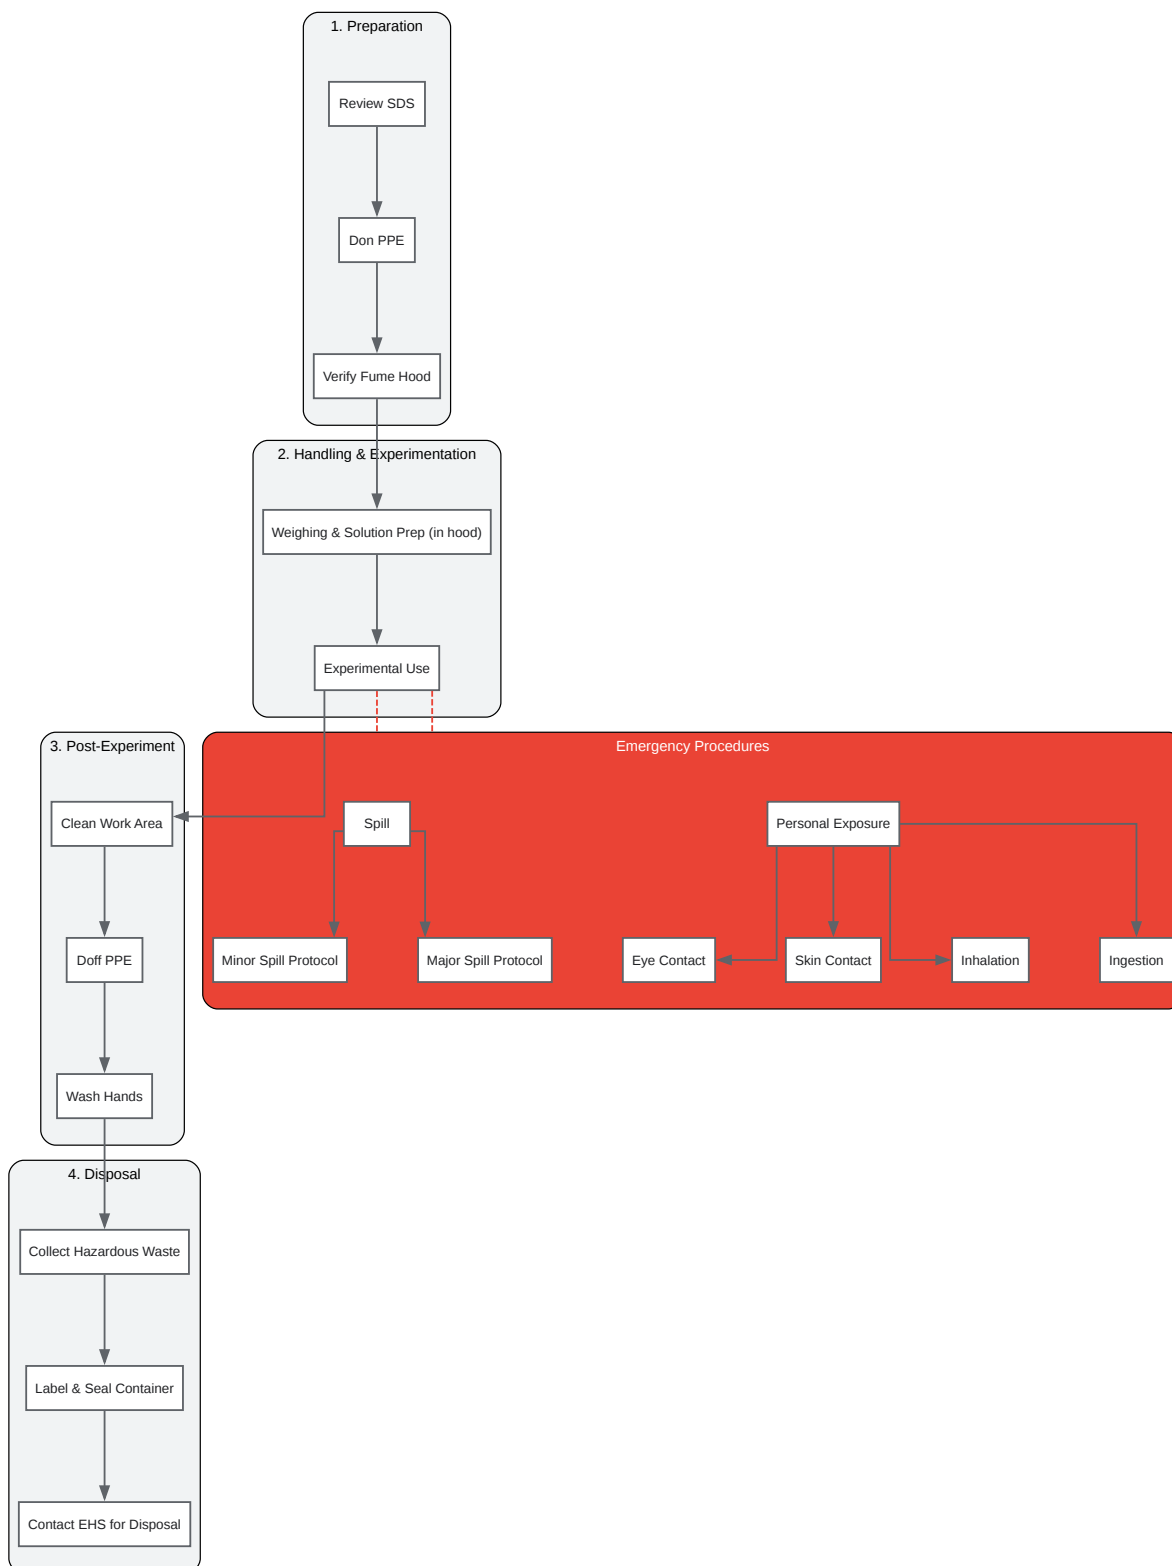 1. Preparation
Review SDS
Don PPE
Verify Fume Hood
2. Handling & Experimentation
Weighing & Solution Prep (in hood)
Experimental Use
3. Post-Experiment
Clean Work Area
Doff PPE
Wash Hands
Emergency Procedures
Spill
Personal Exposure
Minor Spill Protocol
Major Spill Protocol
Eye Contact
Skin Contact
Inhalation
Ingestion
4. Disposal
Collect Hazardous Waste
Label & Seal Container
Contact EHS for Disposal